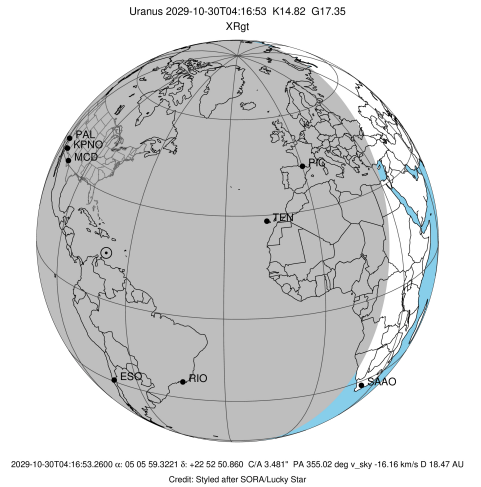 Uranus 2029-10-30T04:16:53 K14.82 G17.35
XRgt
PAL
KPNO
MCD
PIC
TEN
ESO
RIO
SAAO
2029-10-30T04:16:53.2600 α: 05 05 59.3221 δ: +22 52 50.860 C/A 3.481" PA 355.02 deg v_sky -16.16 km/s D 18.47 AU
Credit: Styled after SORA/Lucky Star